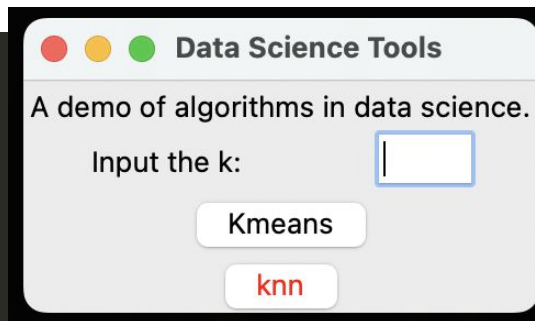 Data Science Tools
A demo of algorithms in data science.
Input the k:
Kmeans
knn